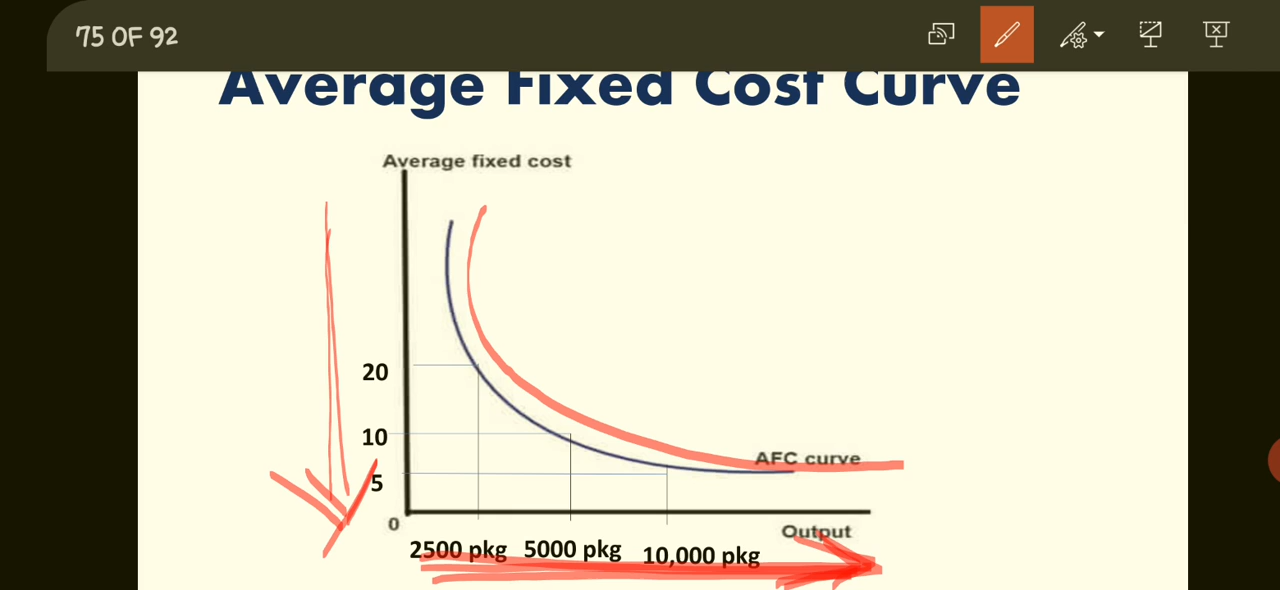 75 OF 92
Average Fixed Cost Curve
Average fixed cost
20
10
AFC curve
5
0
Output
2500 pkg 5000 pkg 10,000 pkg